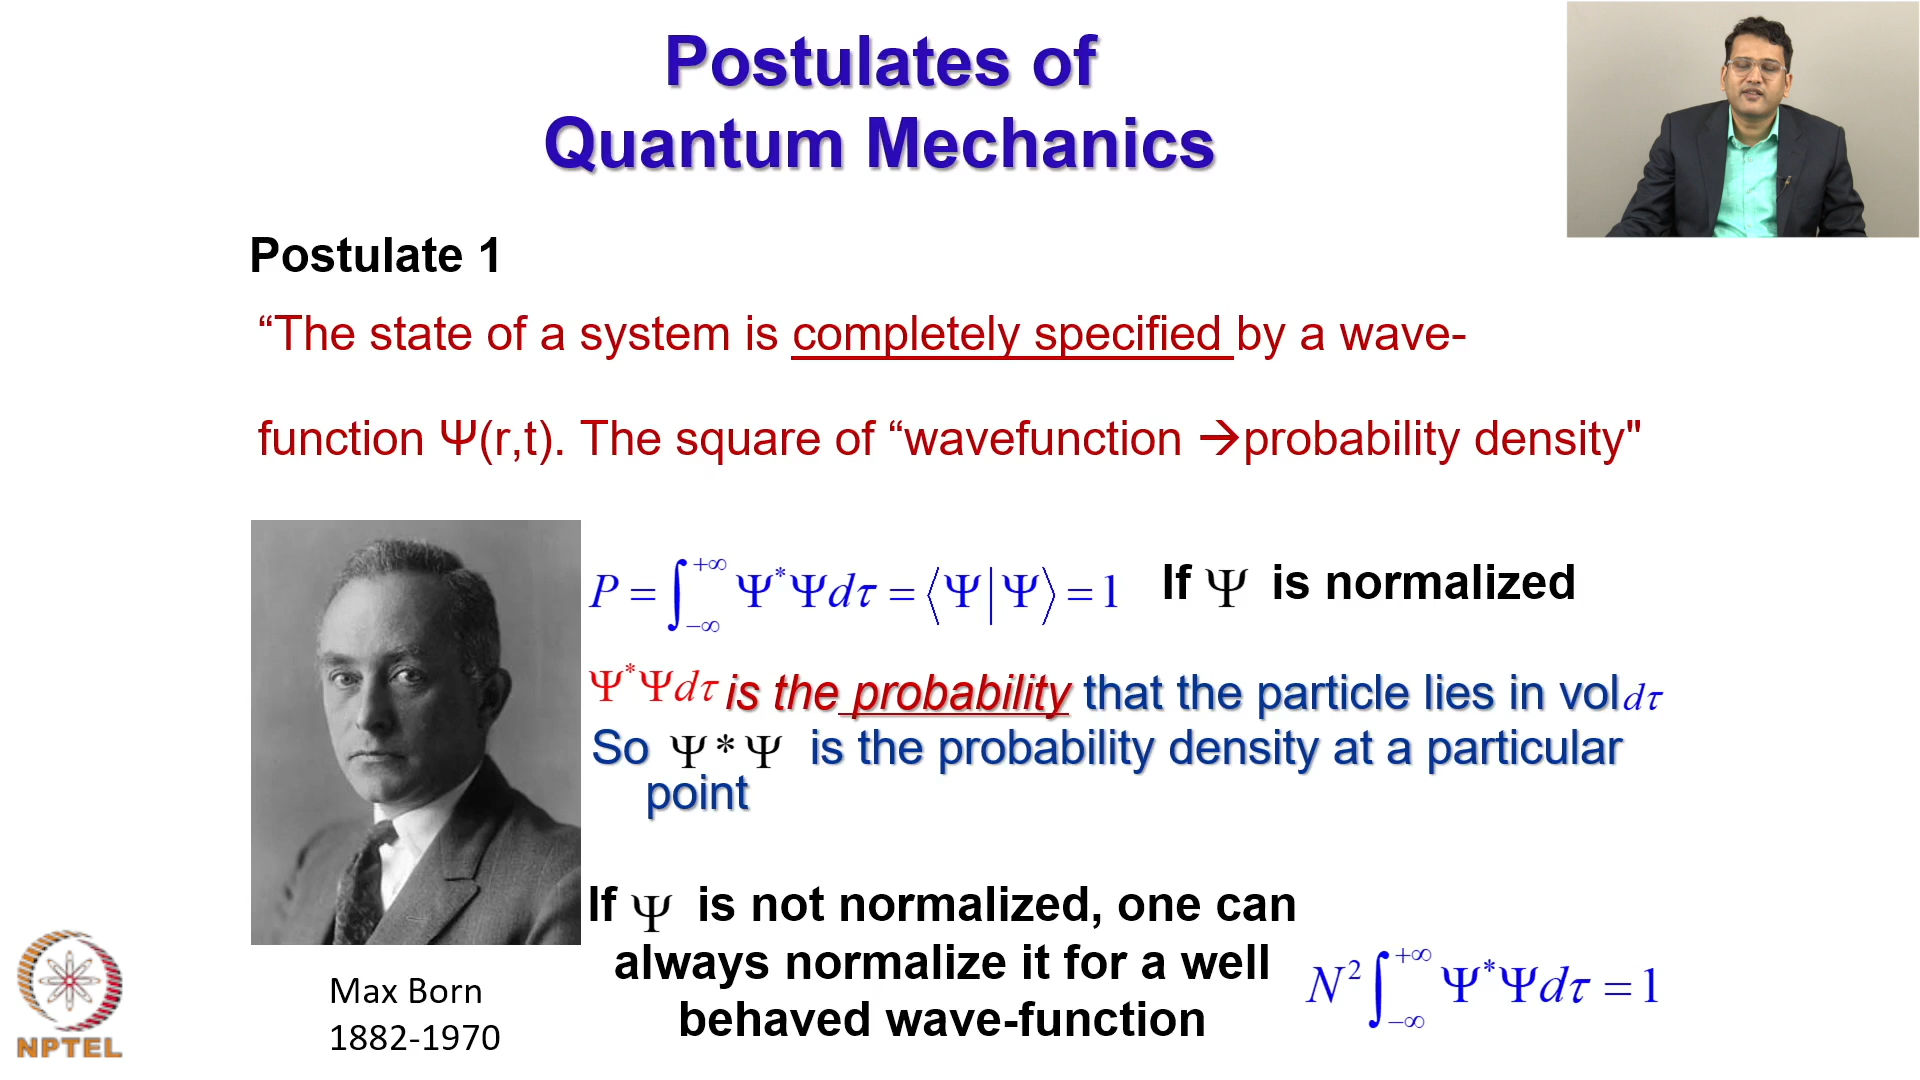 Postulates of
Quantum Mechanics
Postulate 1
“The state of a system is completely specified by a wave-
function Ψ(r,t). The square of “wavefunction →probability density"
P = ∫_{−∞}^{+∞} Ψ*Ψdτ = ⟨Ψ|Ψ⟩ = 1 If Ψ is normalized
Ψ*Ψdτ is the probability that the particle lies in vol dτ
So Ψ*Ψ is the probability density at a particular
point
If Ψ is not normalized, one can
always normalize it for a well
behaved wave-function
N² ∫_{−∞}^{+∞} Ψ*Ψdτ = 1
Max Born
1882-1970
NPTEL